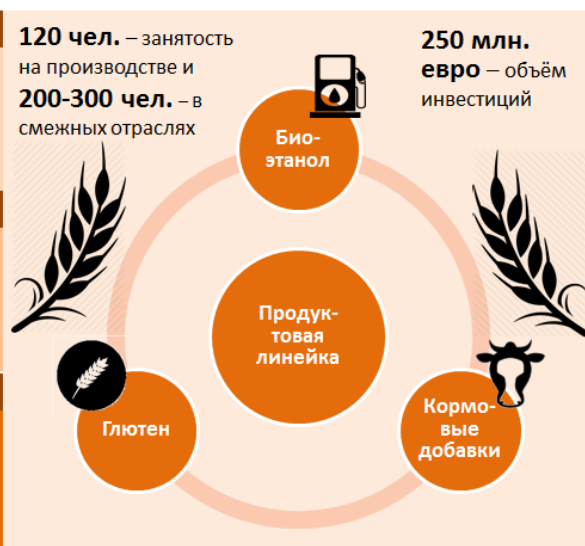 120 чел. – занятость
на производстве и
200-300 чел. – в
смежных отраслях
250 млн.
евро – объём
инвестиций
Био-
этанол
Продук-
товая
линейка
Глютен
Кормо-
вые
добавки